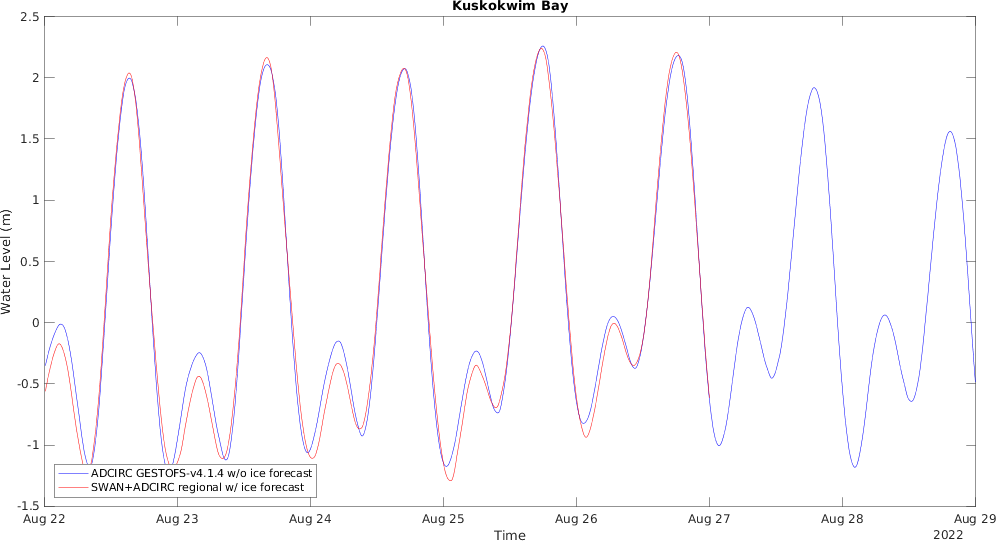 Kuskokwim Bay
2.5
2
1.5
1
0.5
0
-0.5
-1
-1.5
Water Level (m)
ADCIRC GESTOFS-v4.1.4 w/o ice forecast
SWAN+ADCIRC regional w/ ice forecast
Aug 22 Aug 23 Aug 24 Aug 25 Aug 26 Aug 27 Aug 28 Aug 29
Time
2022